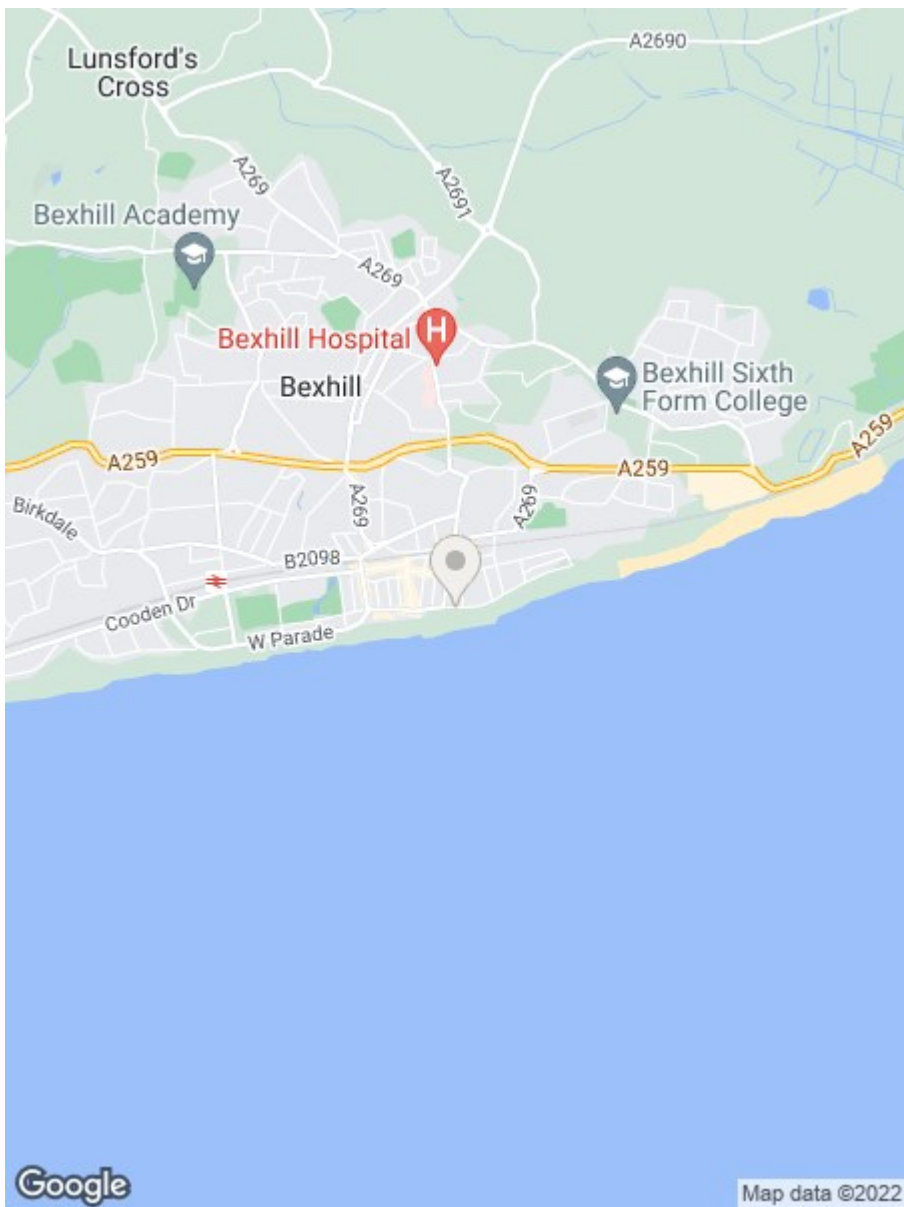 A2690
Lunsford's
Cross
A269
A2691
Bexhill Academy
A269
Bexhill Hospital
H
Bexhill
Bexhill Sixth
Form College
A259
A259
A259
A269
A269
Birkdale
B2098
Cooden Dr
W Parade
Google
Map data ©2022